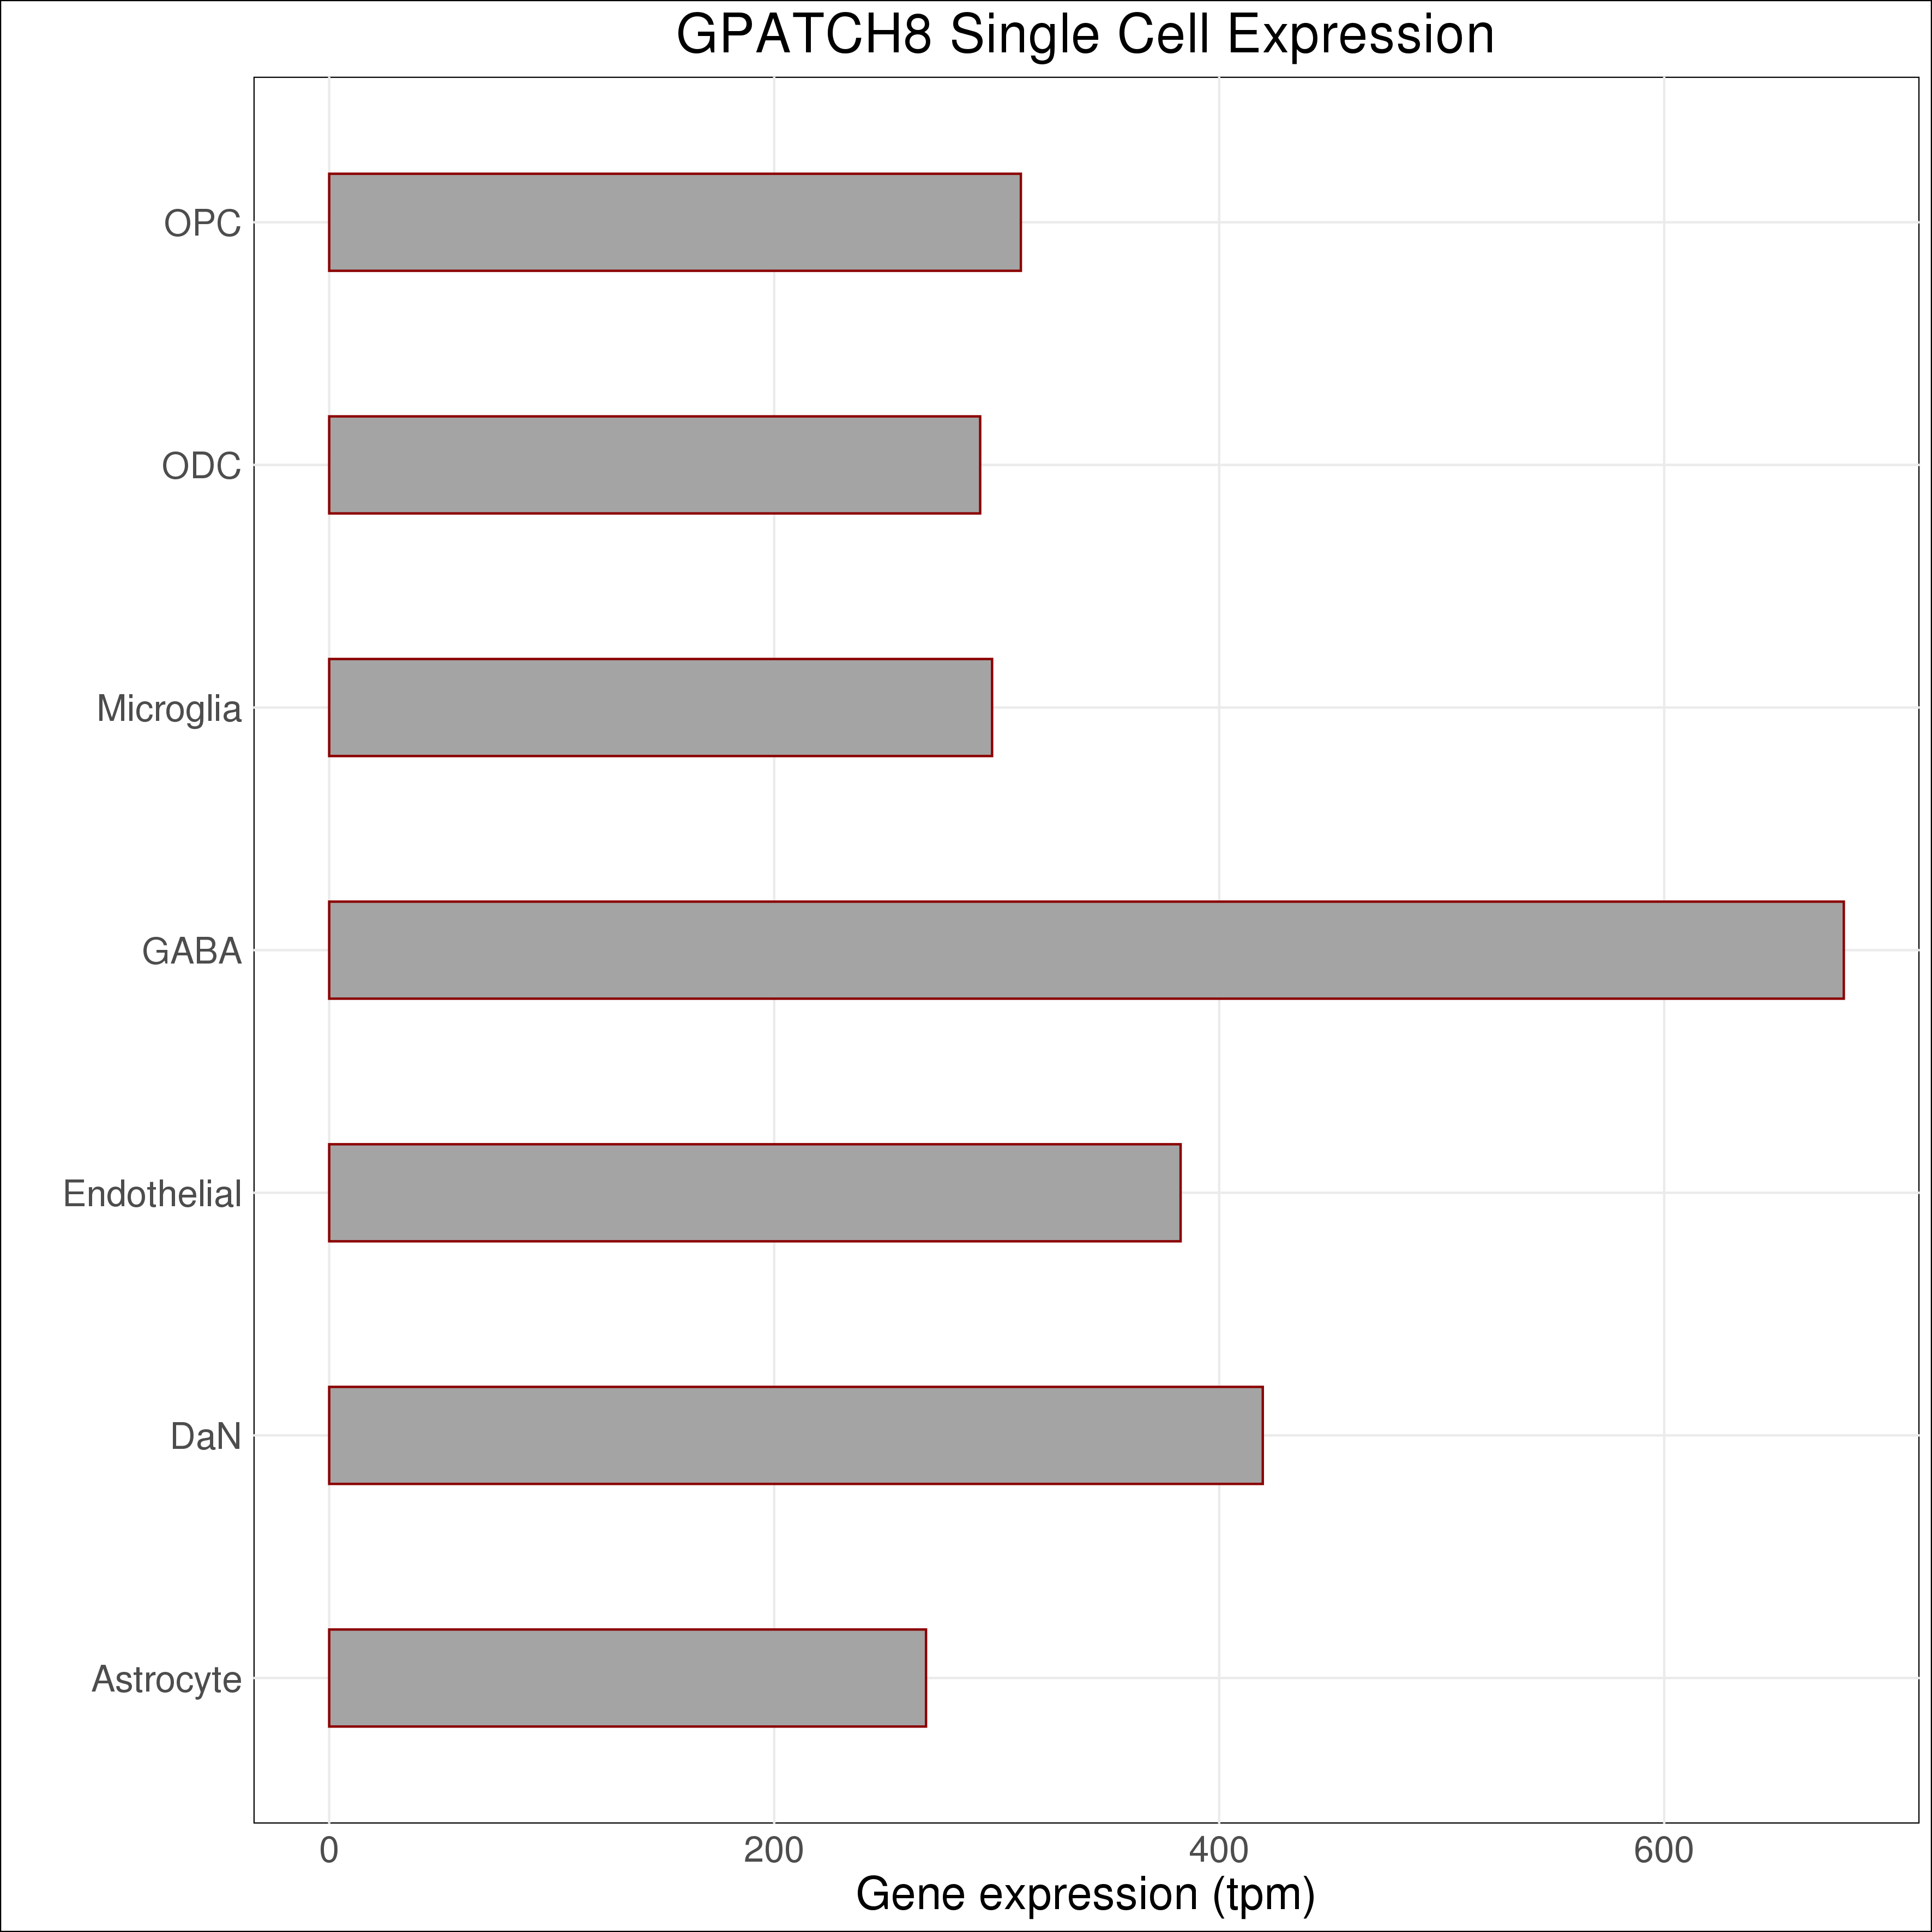 GPATCH8 Single Cell Expression
OPC
ODC
Microglia
GABA
Endothelial
DaN
Astrocyte
0 200 400 600
Gene expression (tpm)